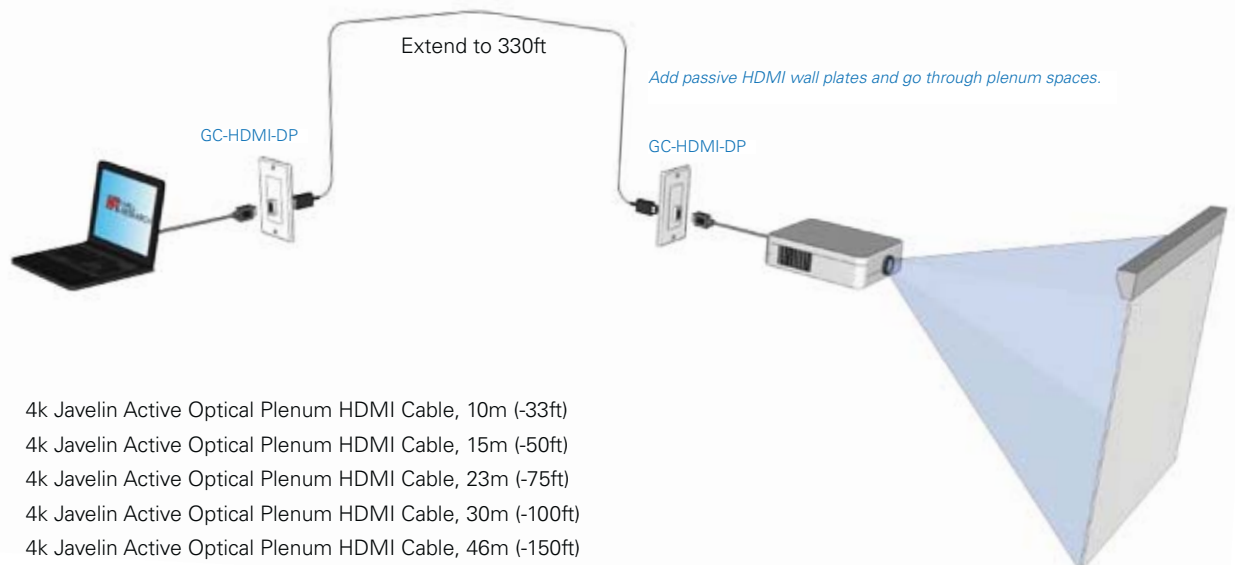 Extend to 330ft
Add passive HDMI wall plates and go through plenum spaces.
GC-HDMI-DP
GC-HDMI-DP
HALL
RESEARCH
4k Javelin Active Optical Plenum HDMI Cable, 10m (-33ft)
4k Javelin Active Optical Plenum HDMI Cable, 15m (-50ft)
4k Javelin Active Optical Plenum HDMI Cable, 23m (-75ft)
4k Javelin Active Optical Plenum HDMI Cable, 30m (-100ft)
4k Javelin Active Optical Plenum HDMI Cable, 46m (-150ft)